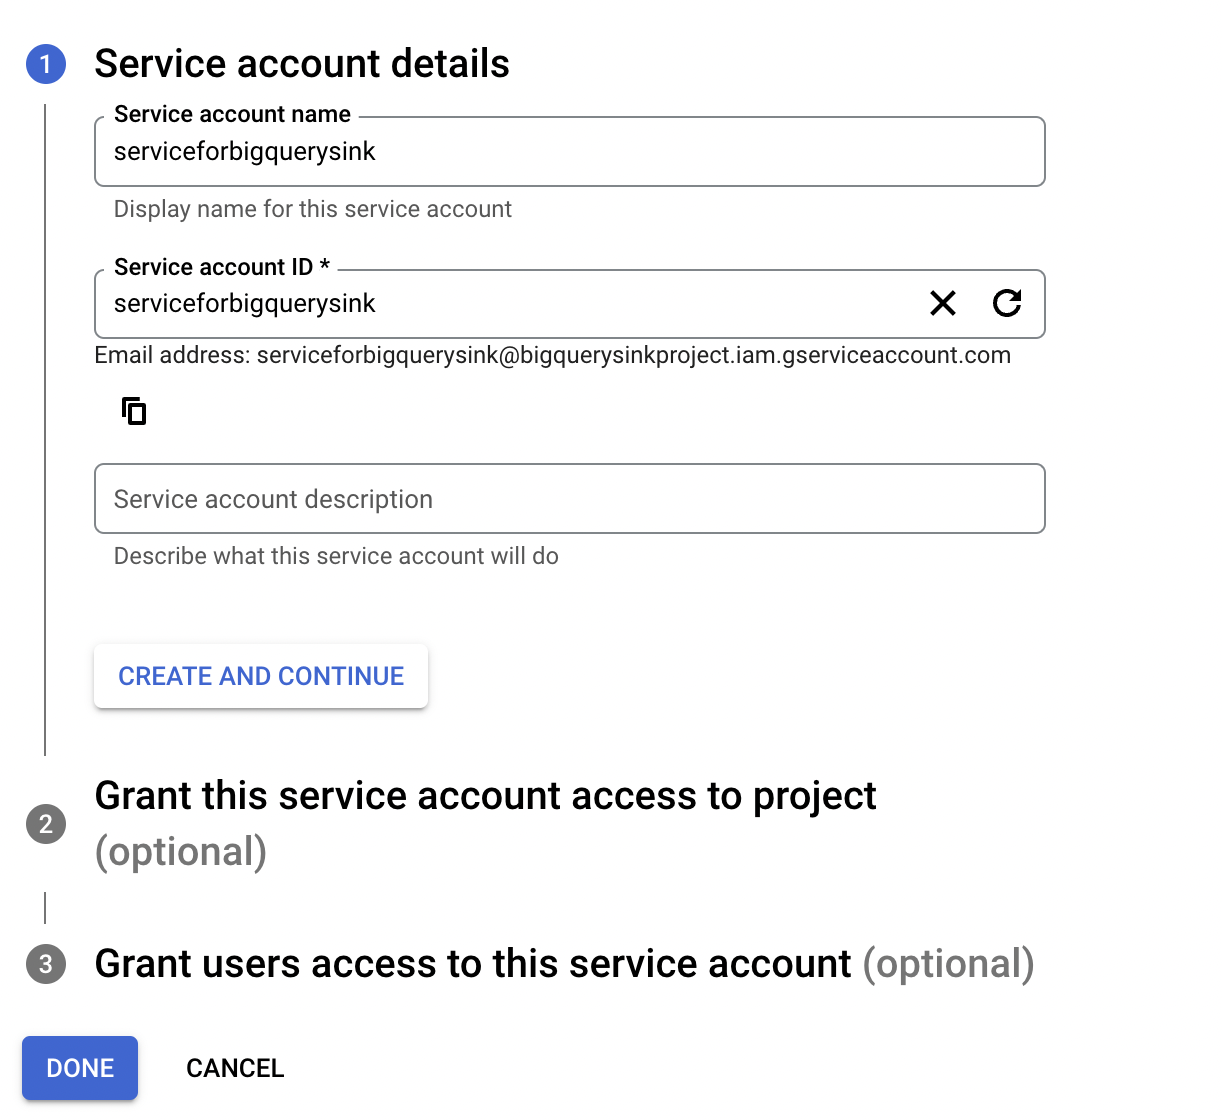 1 Service account details
Service account name
serviceforbigquerysink
Display name for this service account
Service account ID *
serviceforbigquerysink
Email address: serviceforbigquerysink@bigquerysinkproject.iam.gserviceaccount.com
Service account description
Describe what this service account will do
CREATE AND CONTINUE
2 Grant this service account access to project
(optional)
3 Grant users access to this service account (optional)
DONE CANCEL